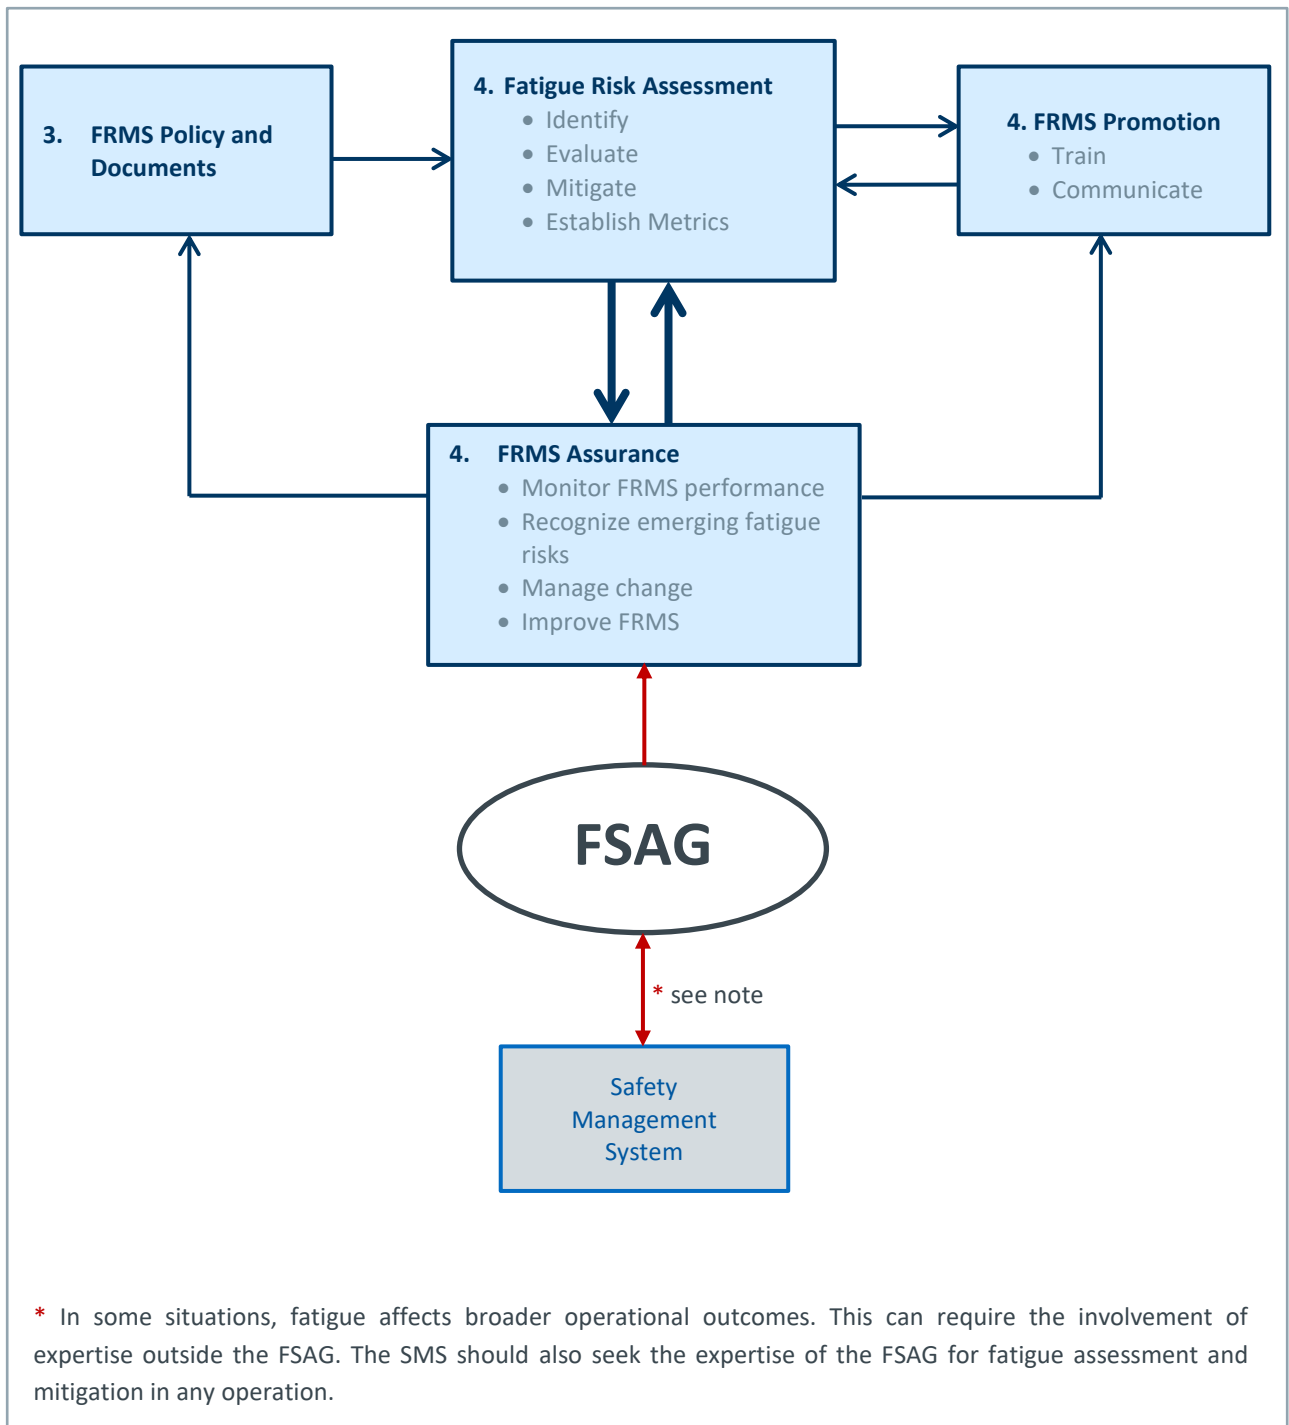 3. FRMS Policy and
Documents
4. Fatigue Risk Assessment
• Identify
• Evaluate
• Mitigate
• Establish Metrics
4. FRMS Promotion
• Train
• Communicate
4. FRMS Assurance
• Monitor FRMS performance
• Recognize emerging fatigue
risks
• Manage change
• Improve FRMS
FSAG
* see note
Safety
Management
System
* In some situations, fatigue affects broader operational outcomes. This can require the involvement of
expertise outside the FSAG. The SMS should also seek the expertise of the FSAG for fatigue assessment and
mitigation in any operation.